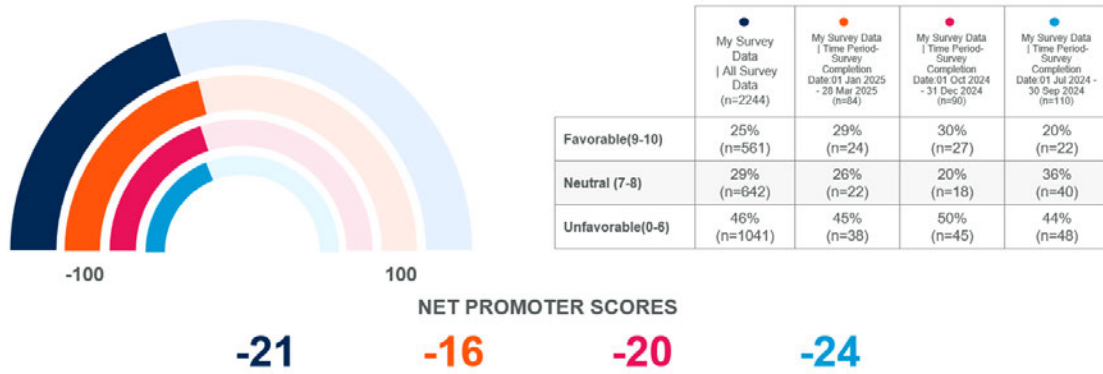 My Survey
Data
| All Survey
Data
(n=2244)
My Survey Data
| Time Period-
Survey
Completion
Date:01 Jan 2025
- 28 Mar 2025
(n=84)
My Survey Data
| Time Period-
Survey
Completion
Date:01 Oct 2024
- 31 Dec 2024
(n=90)
My Survey Data
| Time Period-
Survey
Completion
Date:01 Jul 2024 -
30 Sep 2024
(n=110)
Favorable(9-10)
25%
(n=561)
29%
(n=24)
30%
(n=27)
20%
(n=22)
Neutral (7-8)
29%
(n=642)
26%
(n=22)
20%
(n=18)
36%
(n=40)
Unfavorable(0-6)
46%
(n=1041)
45%
(n=38)
50%
(n=45)
44%
(n=48)
-100
100
NET PROMOTER SCORES
-21
-16
-20
-24